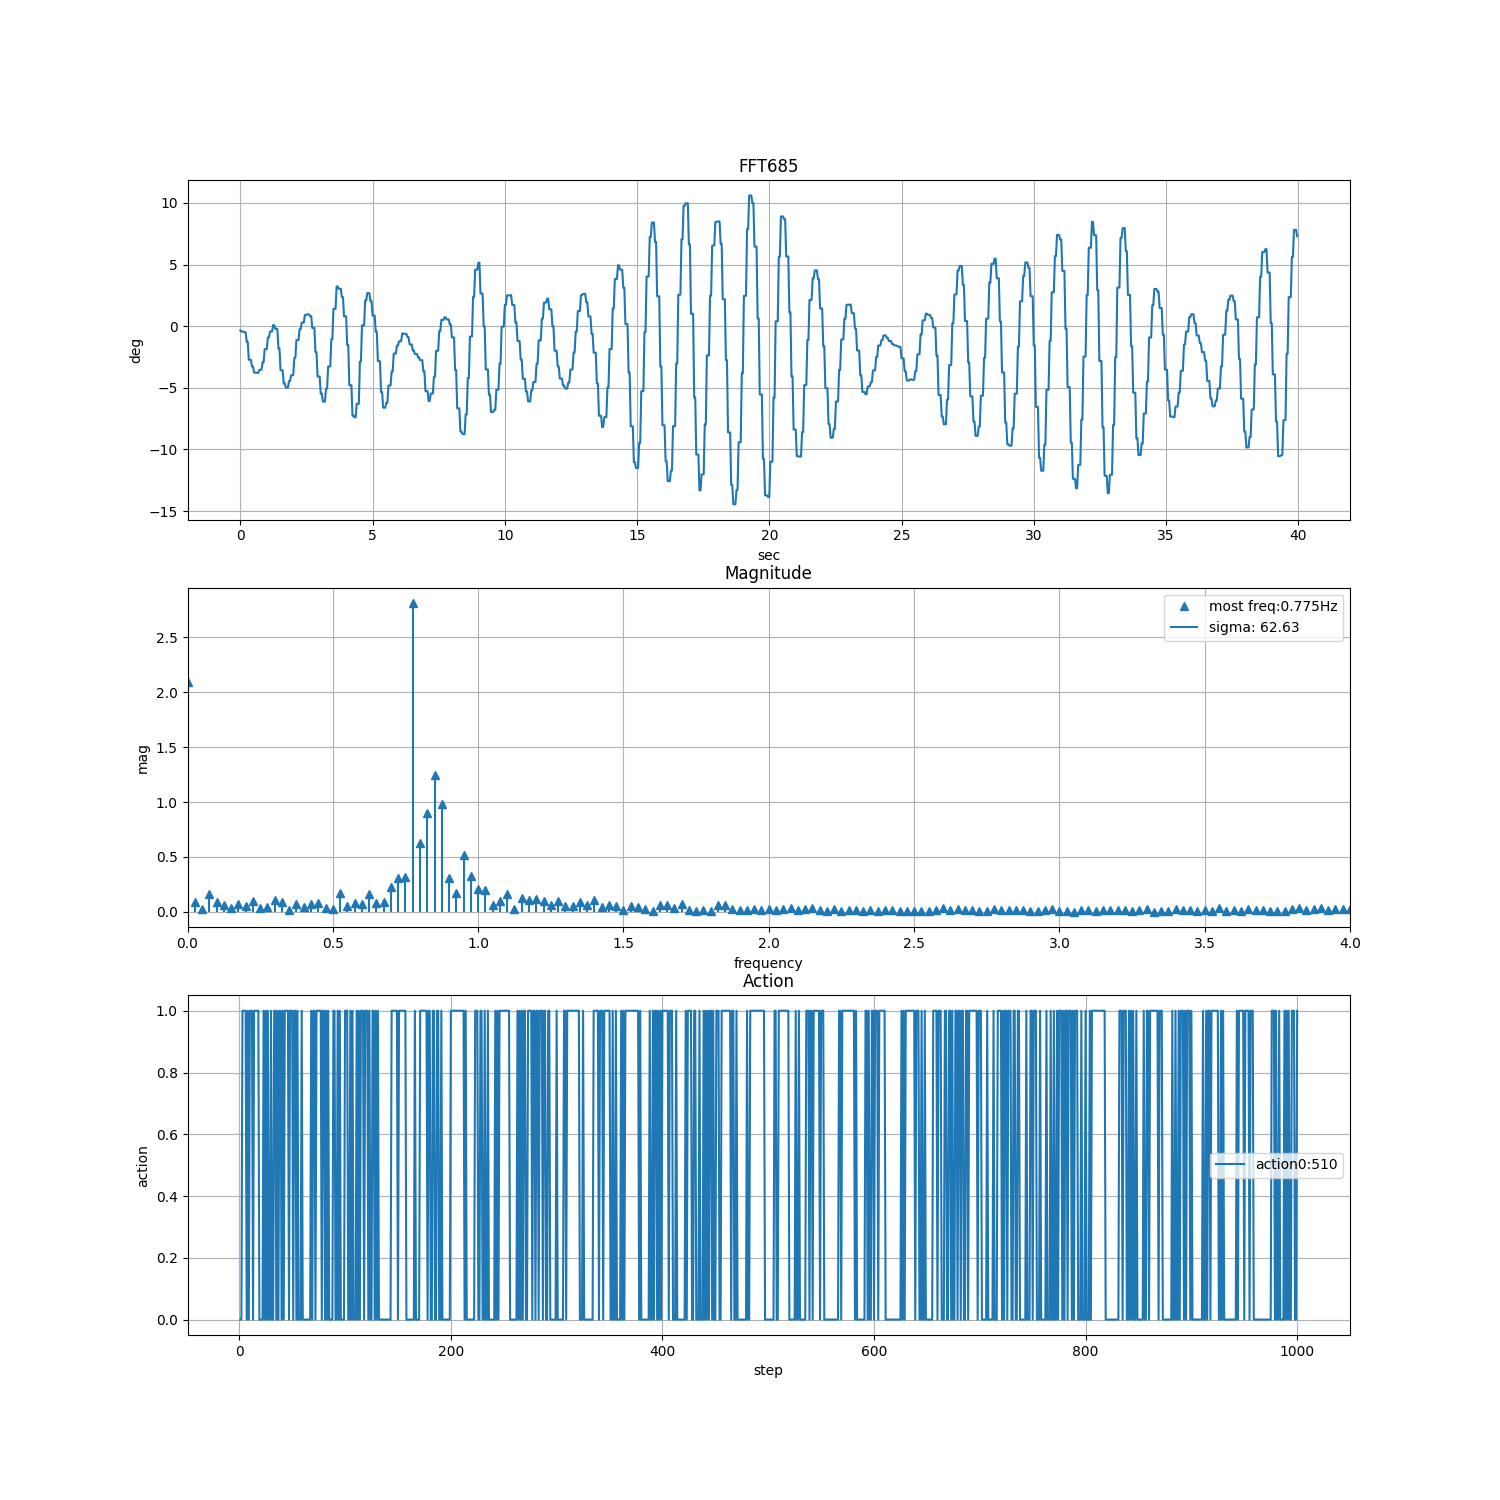 FFT685
10
5
0
−5
−10
−15
deg
0 5 10 15 20 25 30 35 40
sec
Magnitude
most freq:0.775Hz
sigma: 62.63
2.5
2.0
1.5
1.0
0.5
0.0
mag
0.0 0.5 1.0 1.5 2.0 2.5 3.0 3.5 4.0
frequency
Action
1.0
0.8
0.6
0.4
0.2
0.0
action
action0:510
0 200 400 600 800 1000
step